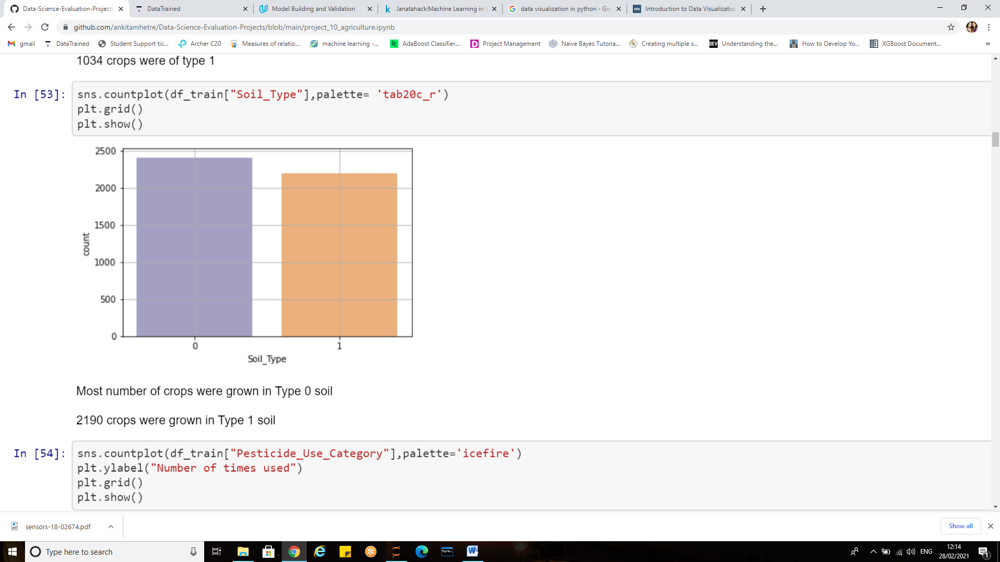 Data-Science-Evaluation-Projects
DataTrained
Model Building and Validation
Janatahack:Machine Learning in
data visualization in python - Go
Introduction to Data Visualizatio
github.com/ankitamhetre/Data-Science-Evaluation-Projects/blob/main/project_10_agriculture.ipynb
gmail
DataTrained
Student Support tic...
Archer C20
Measures of relatio...
machine learning -...
AdaBoost Classifier...
Project Management
Naive Bayes Tutoria...
Creating multiple s...
DEV
Understanding the...
How to Develop Yo...
XGBoost Document...
»
1034 crops were of type 1
In [53]:
sns.countplot(df_train["Soil_Type"],palette= 'tab20c_r')
plt.grid()
plt.show()
2500
2000
1500
1000
500
0
count
0
1
Soil_Type
Most number of crops were grown in Type 0 soil
2190 crops were grown in Type 1 soil
In [54]:
sns.countplot(df_train["Pesticide_Use_Category"],palette='icefire')
plt.ylabel("Number of times used")
plt.grid()
plt.show()
sensors-18-02674.pdf
Show all
Type here to search
ENG
12:14
28/02/2021
1